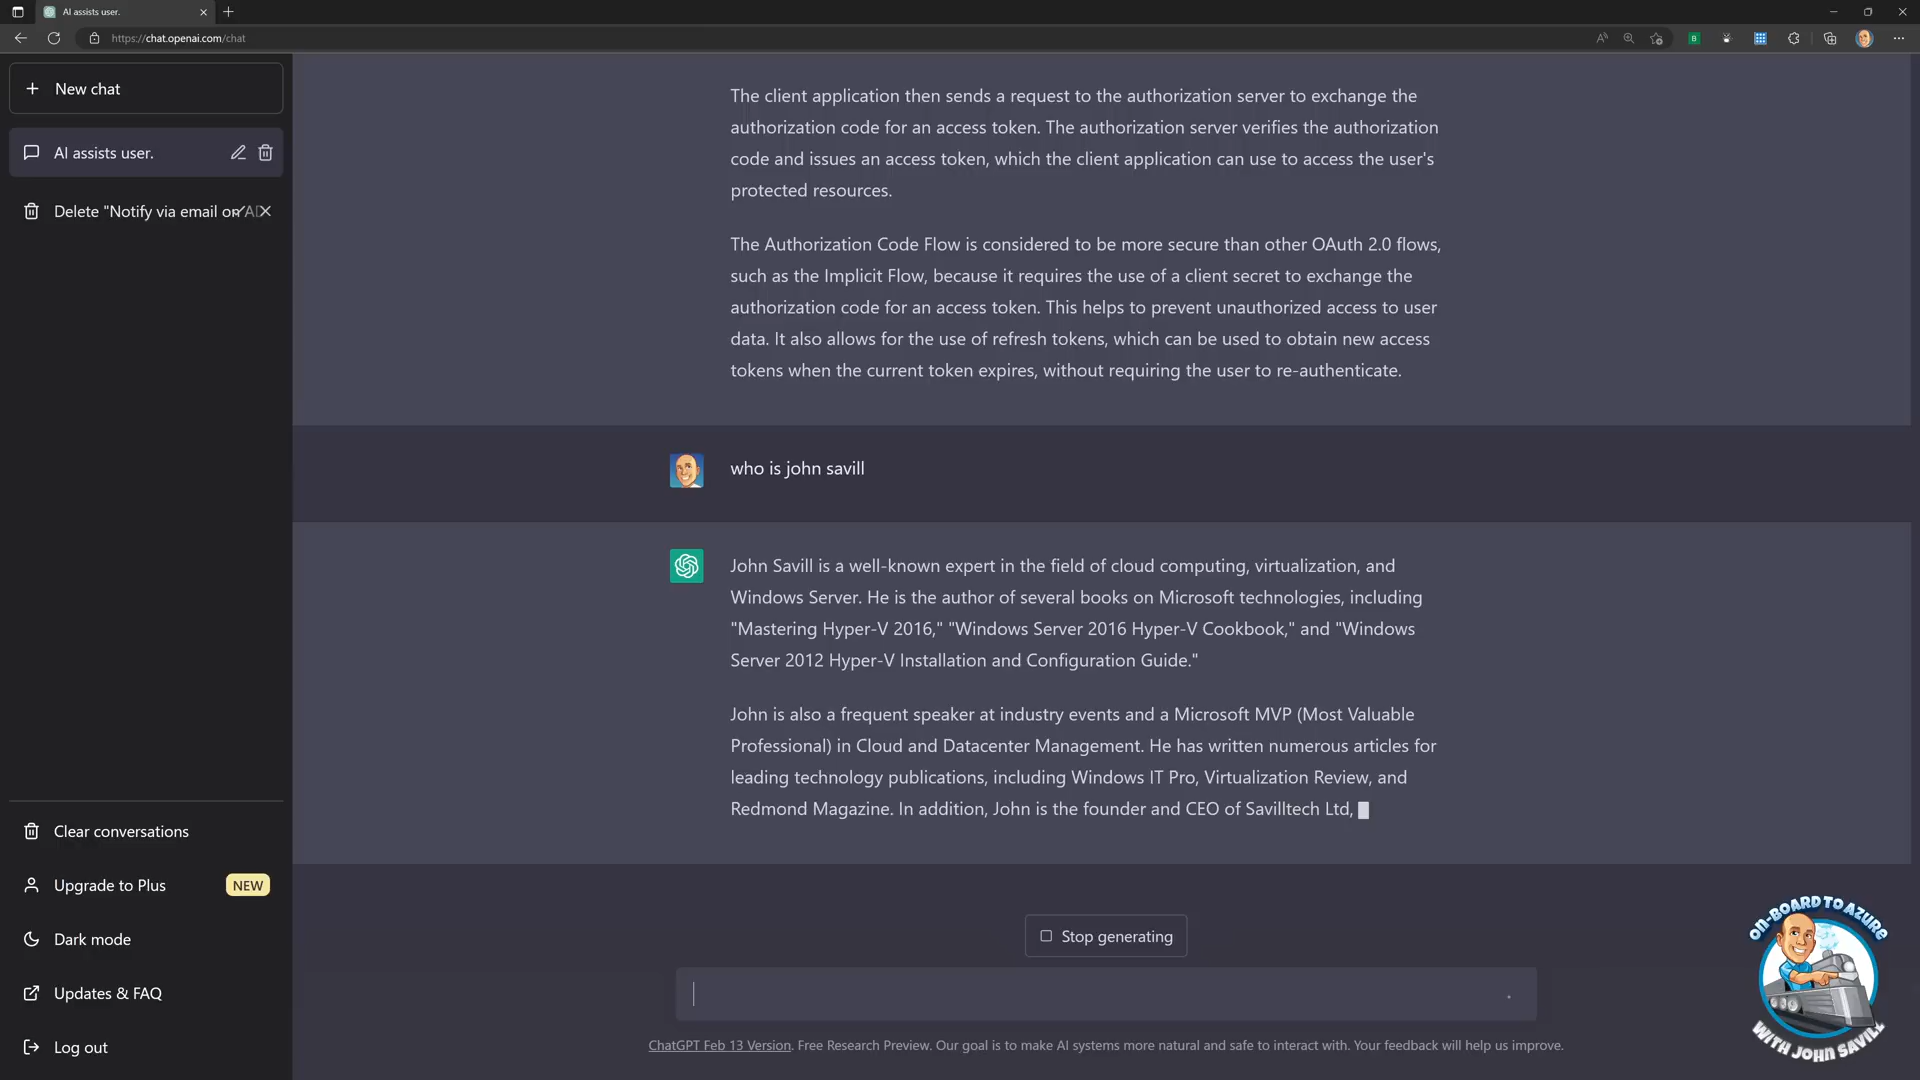 AI assists user.
https://chat.openai.com/chat
New chat
AI assists user.
Delete "Notify via email on AD
The client application then sends a request to the authorization server to exchange the
authorization code for an access token. The authorization server verifies the authorization
code and issues an access token, which the client application can use to access the user's
protected resources.
The Authorization Code Flow is considered to be more secure than other OAuth 2.0 flows,
such as the Implicit Flow, because it requires the use of a client secret to exchange the
authorization code for an access token. This helps to prevent unauthorized access to user
data. It also allows for the use of refresh tokens, which can be used to obtain new access
tokens when the current token expires, without requiring the user to re-authenticate.
who is john savill
John Savill is a well-known expert in the field of cloud computing, virtualization, and
Windows Server. He is the author of several books on Microsoft technologies, including
"Mastering Hyper-V 2016," "Windows Server 2016 Hyper-V Cookbook," and "Windows
Server 2012 Hyper-V Installation and Configuration Guide."
John is also a frequent speaker at industry events and a Microsoft MVP (Most Valuable
Professional) in Cloud and Datacenter Management. He has written numerous articles for
leading technology publications, including Windows IT Pro, Virtualization Review, and
Redmond Magazine. In addition, John is the founder and CEO of Savilltech Ltd,
Clear conversations
Upgrade to Plus NEW
Dark mode
Updates & FAQ
Log out
Stop generating
ChatGPT Feb 13 Version. Free Research Preview. Our goal is to make AI systems more natural and safe to interact with. Your feedback will help us improve.
ON-BOARD TO AZURE
WITH JOHN SAVILL